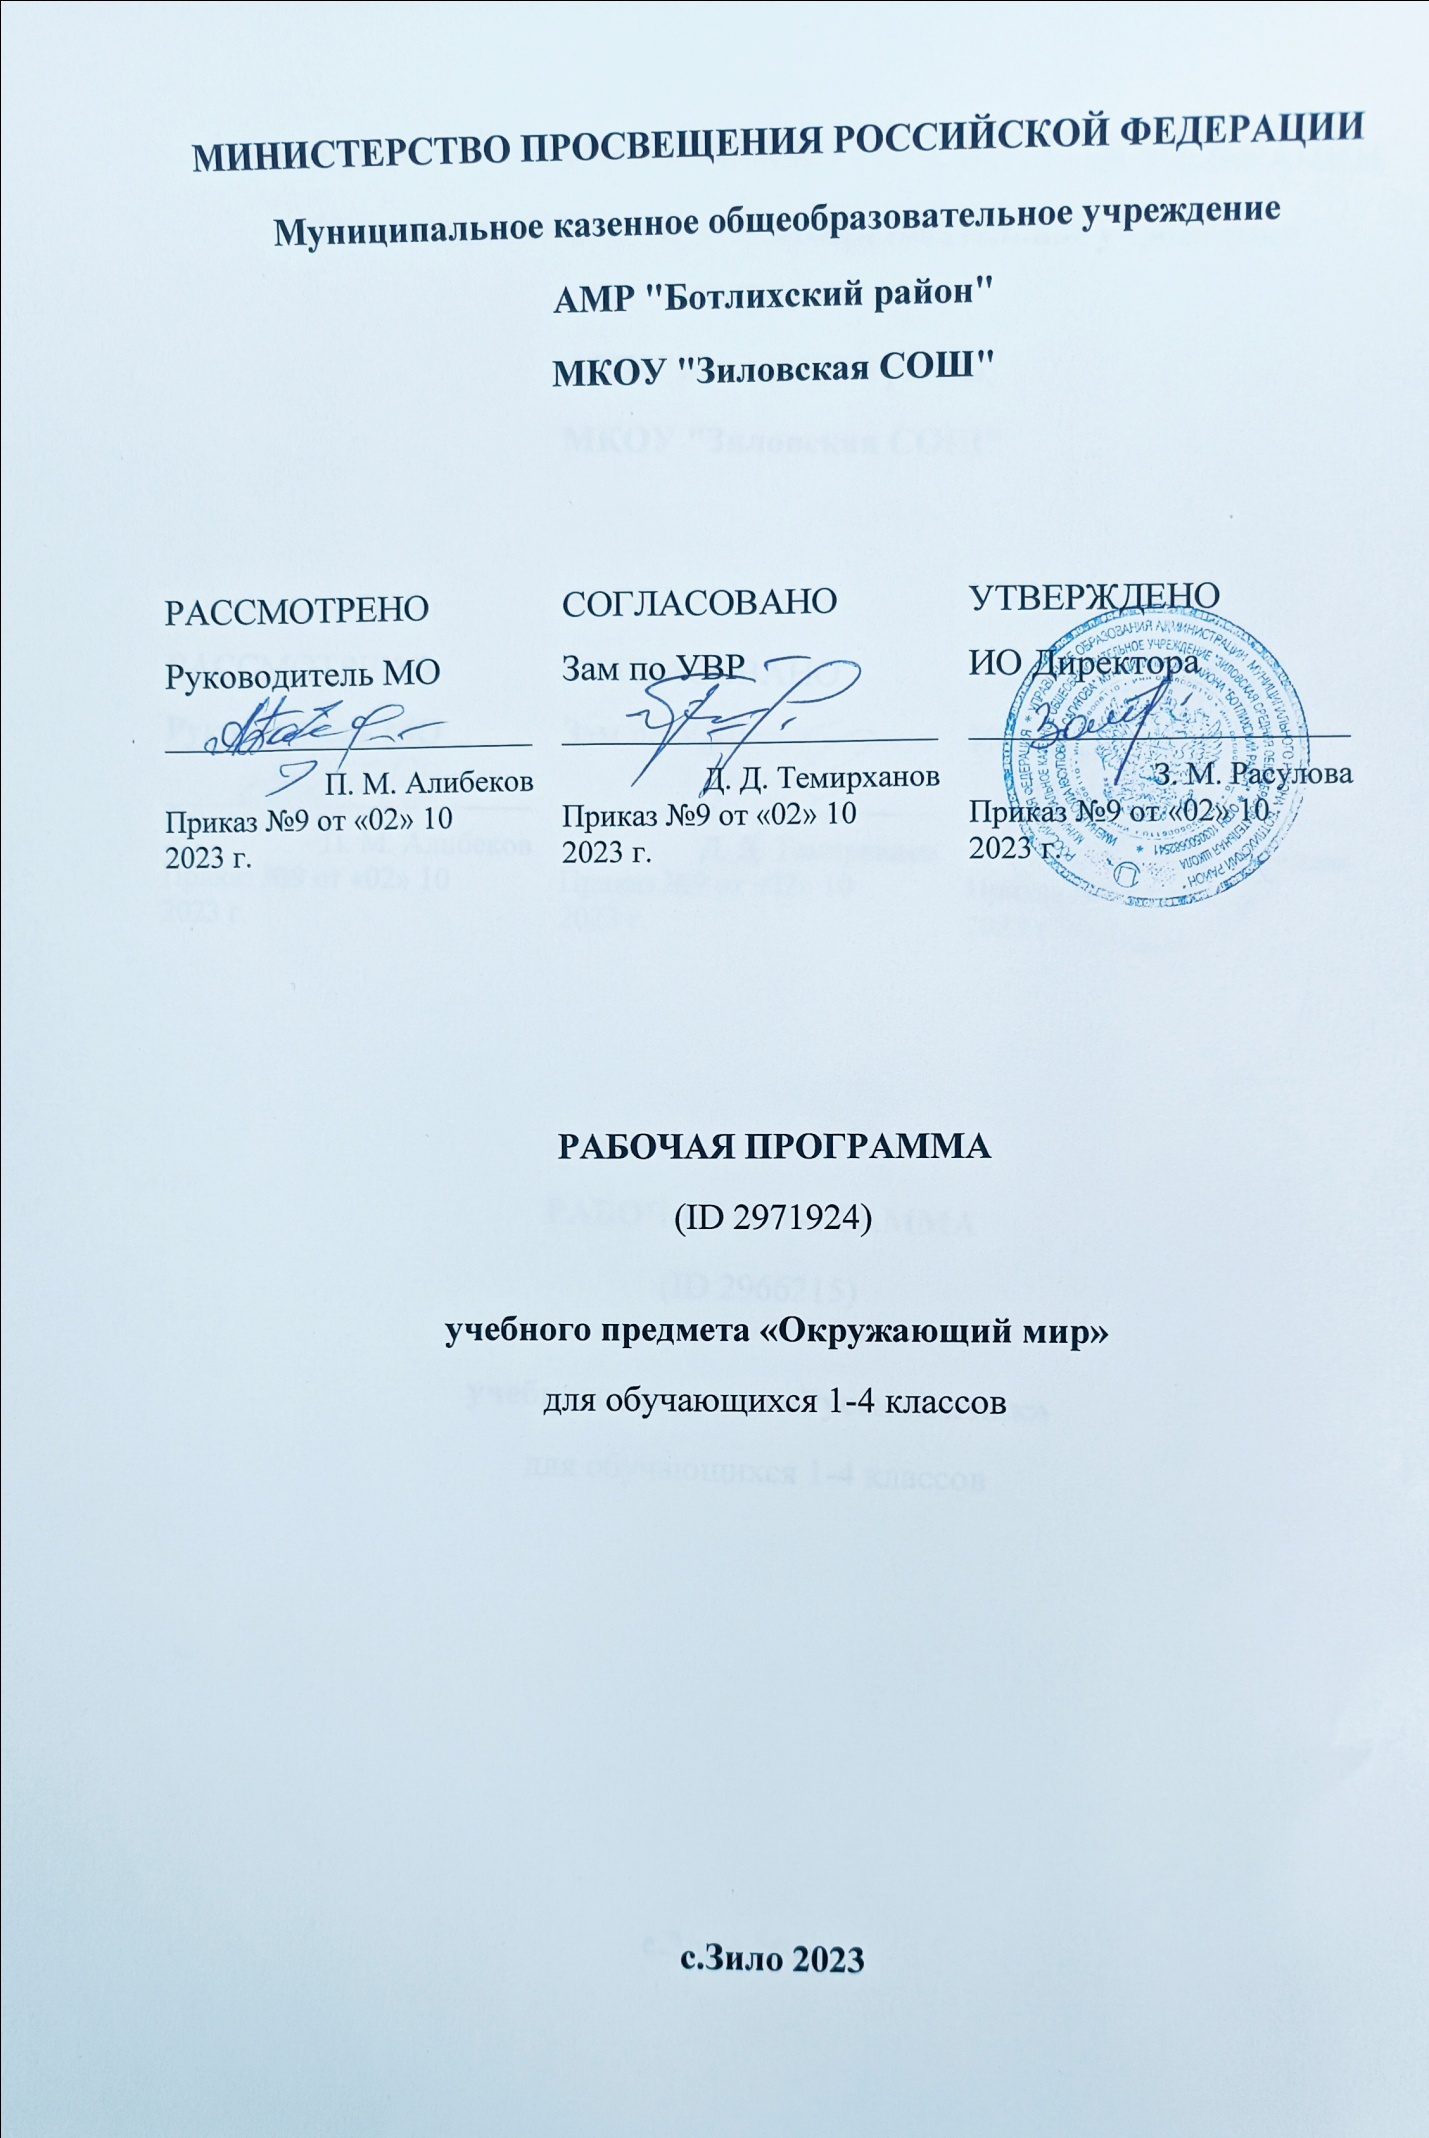 МИНИСТЕРСТВО ПРОСВЕЩЕНИЯ РОССИЙСКОЙ ФЕДЕРАЦИИ
Муниципальное казенное общеобразовательное учреждение
АМР "Ботлихский район"
МКОУ "Зиловская СОШ"
РАССМОТРЕНО
Руководитель МО
П. М. Алибеков
Приказ №9 от «02» 10
2023 г.
СОГЛАСОВАНО
Зам по УВР
Д. Д. Темирханов
Приказ №9 от «02» 10
2023 г.
УТВЕРЖДЕНО
ИО Директора
З. М. Расулова
Приказ №9 от «02» 10
2023 г.
РАБОЧАЯ ПРОГРАММА
(ID 2971924)
учебного предмета «Окружающий мир»
для обучающихся 1-4 классов
с.Зило 2023